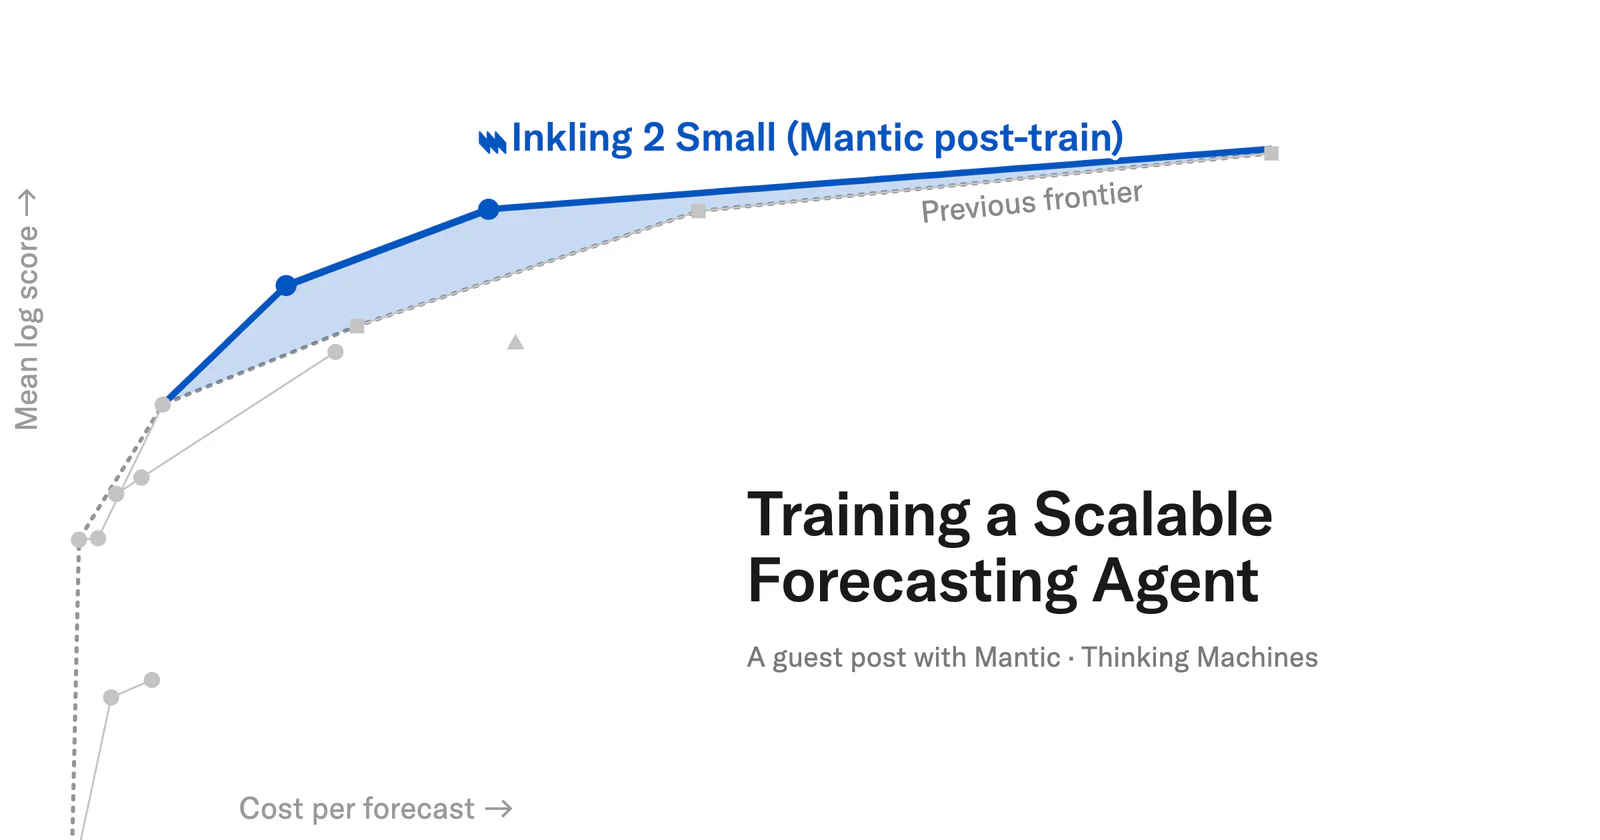 Inkling 2 Small (Mantic post-train)
Previous frontier
Mean log score →
Training a Scalable
Forecasting Agent
A guest post with Mantic · Thinking Machines
Cost per forecast →